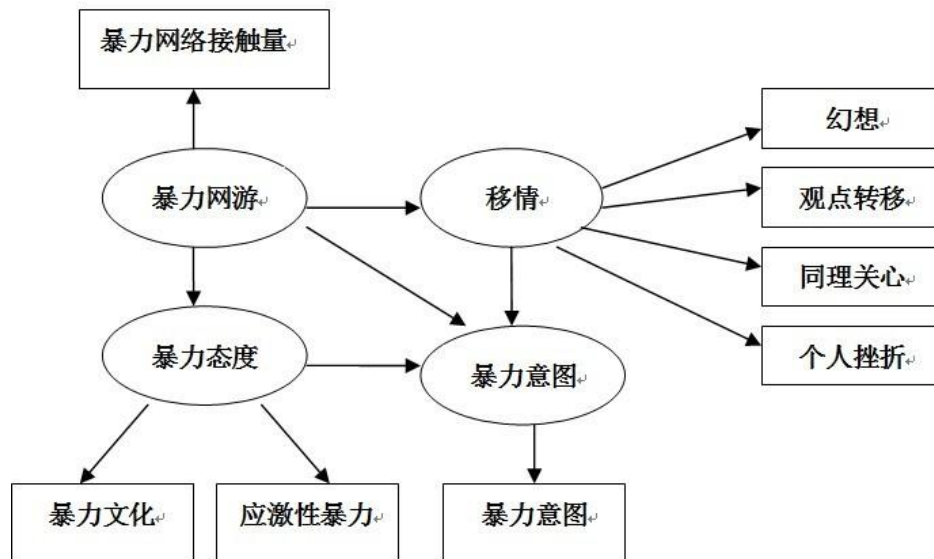 暴力网络接触量
幻想
暴力网游
移情
观点转移
同理关心
暴力态度
暴力意图
个人挫折
暴力文化
应激性暴力
暴力意图